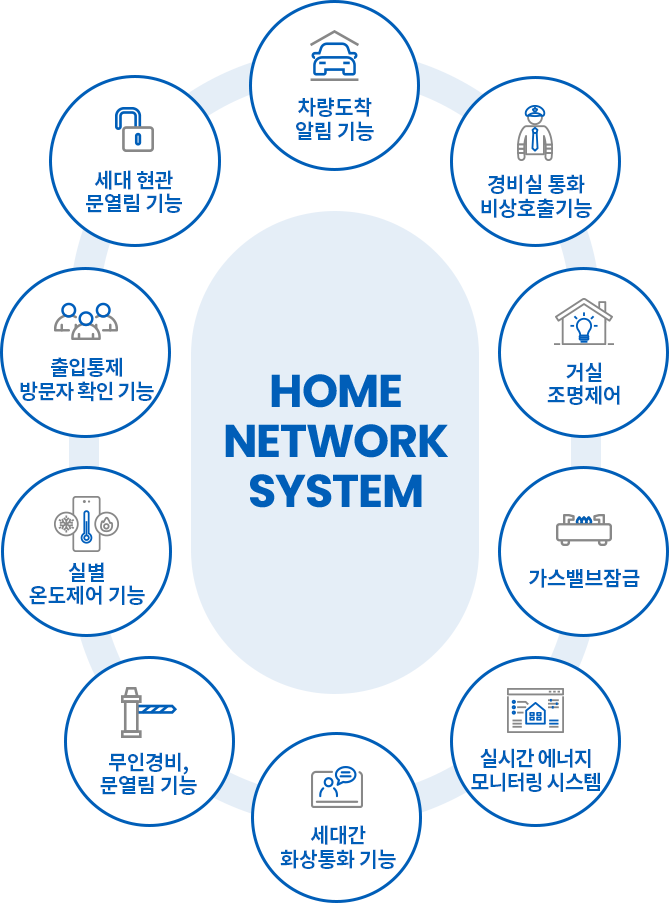 차량도착
알림 기능
경비실 통화
비상호출기능
거실
조명제어
가스밸브잠금
실시간 에너지
모니터링 시스템
세대간
화상통화 기능
무인경비,
문열림 기능
실별
온도제어 기능
출입통제
방문자 확인 기능
세대 현관
문열림 기능
HOME
NETWORK
SYSTEM